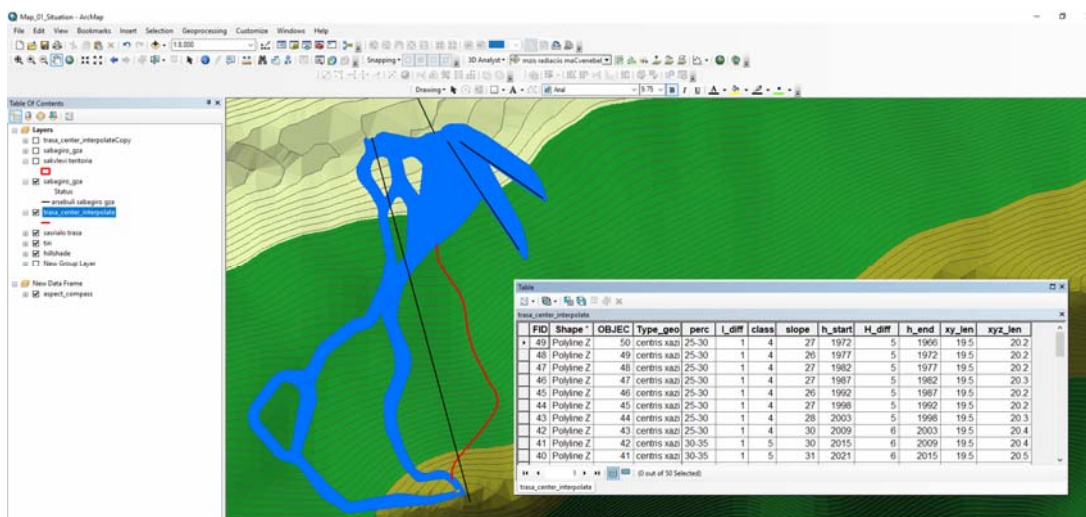 Map_01_Situation - ArcMap
File Edit View Bookmarks Insert Selection Geoprocessing Customize Windows Help
1:8.000
Snapping 3D Analyst
Drawing Arial 9.75 B I U A
Table Of Contents
Layers
trasa_center_interpolateCopy
sabagiro_gza
sakvlevi teritoria
sabagiro_gza
Status
arsebuli sabagiro gza
trasa_center_interpolate
sasrialo trasa
tin
hillshade
New Group Layer
New Data Frame
aspect_compass
Table
trasa_center_interpolate
FID Shape * OBJEC Type_geo perc l_diff class slope h_start H_diff h_end xy_len xyz_len
49 Polyline Z 50 centris xazi 25-30 1 4 27 1972 5 1966 19.5 20.2
48 Polyline Z 49 centris xazi 25-30 1 4 26 1977 5 1972 19.5 20.2
47 Polyline Z 48 centris xazi 25-30 1 4 27 1982 5 1977 19.5 20.2
46 Polyline Z 47 centris xazi 25-30 1 4 27 1987 5 1982 19.5 20.3
45 Polyline Z 46 centris xazi 25-30 1 4 26 1992 5 1987 19.5 20.2
44 Polyline Z 45 centris xazi 25-30 1 4 27 1998 5 1992 19.5 20.2
43 Polyline Z 44 centris xazi 25-30 1 4 28 2003 5 1998 19.5 20.3
42 Polyline Z 43 centris xazi 25-30 1 4 30 2009 6 2003 19.5 20.4
41 Polyline Z 42 centris xazi 30-35 1 5 30 2015 6 2009 19.5 20.4
40 Polyline Z 41 centris xazi 30-35 1 5 31 2021 6 2015 19.5 20.5
1 (0 out of 50 Selected)
trasa_center_interpolate